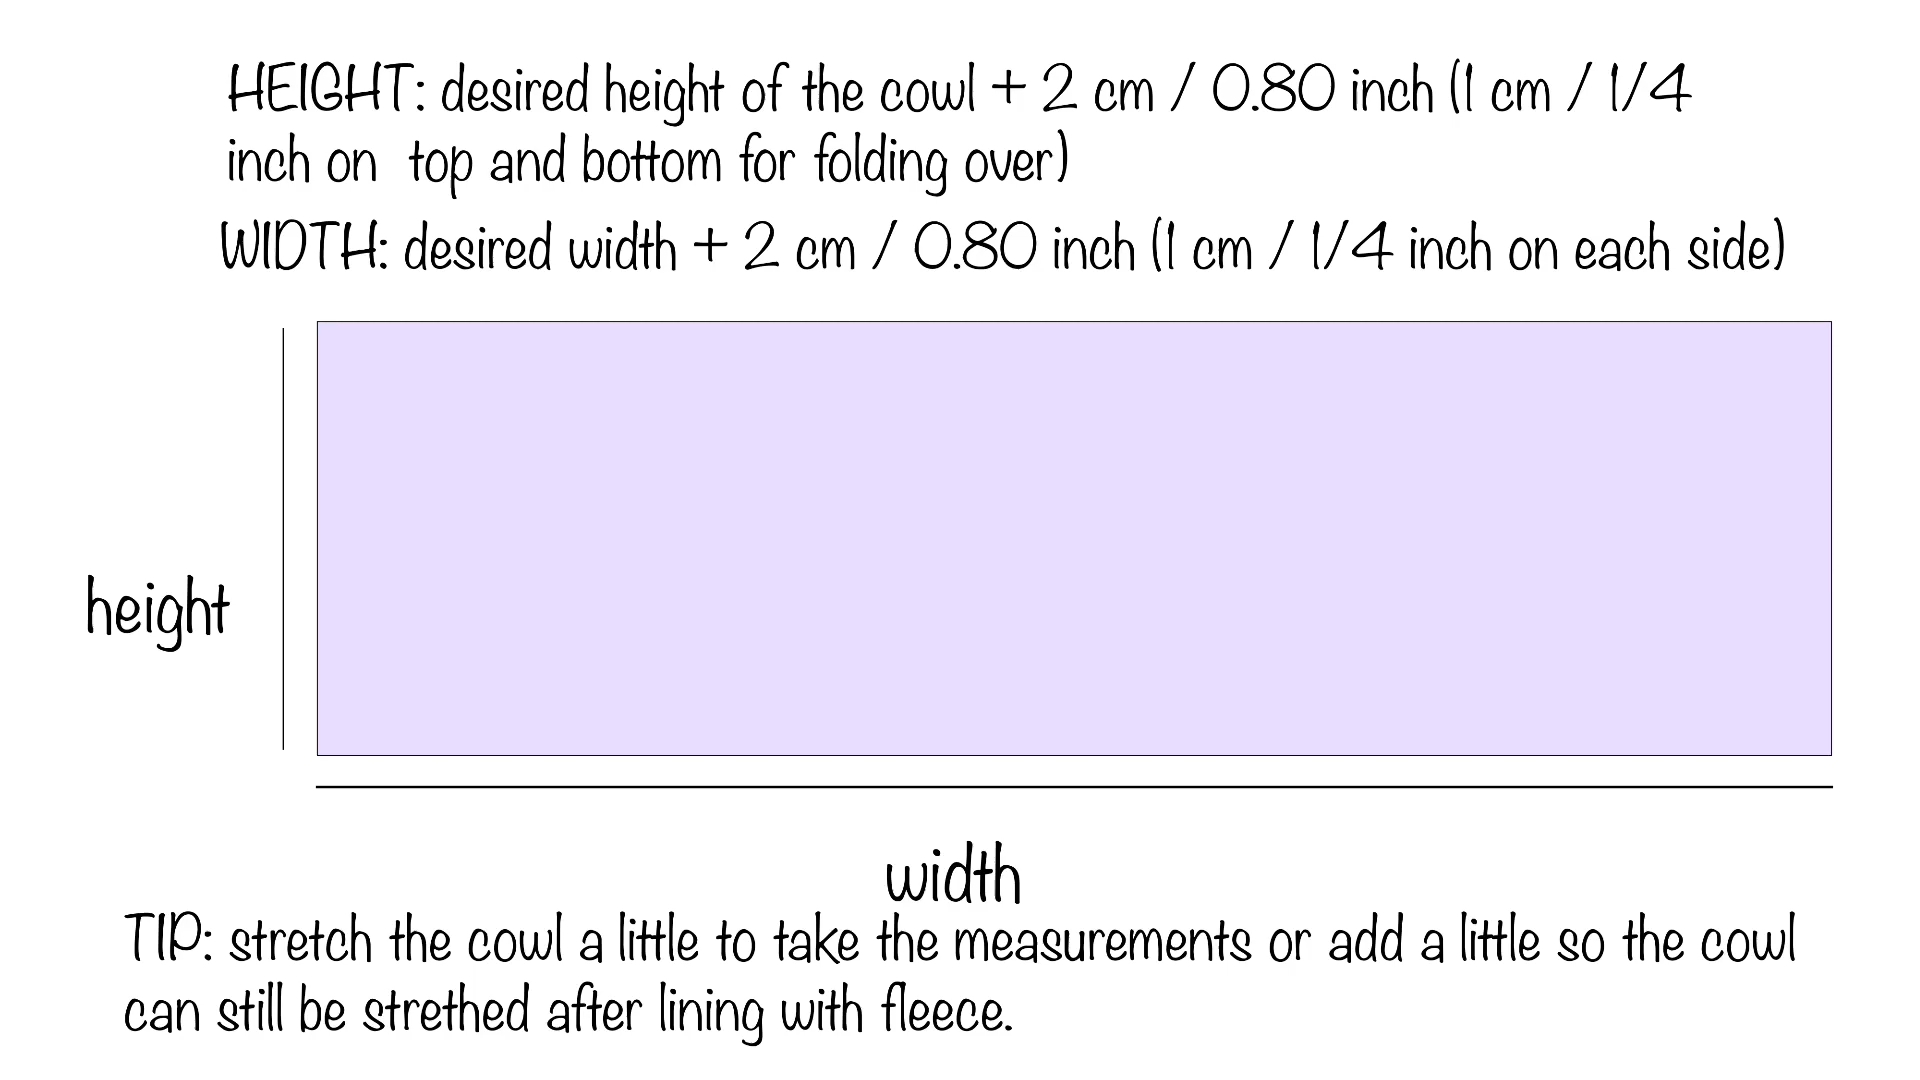 HEIGHT: desired height of the cowl + 2 cm / 0.80 inch (1 cm / 1/4
inch on top and bottom for folding over)
WIDTH: desired width + 2 cm / 0.80 inch (1 cm / 1/4 inch on each side)
height
width
TIP: stretch the cowl a little to take the measurements or add a little so the cowl
can still be strethed after lining with fleece.